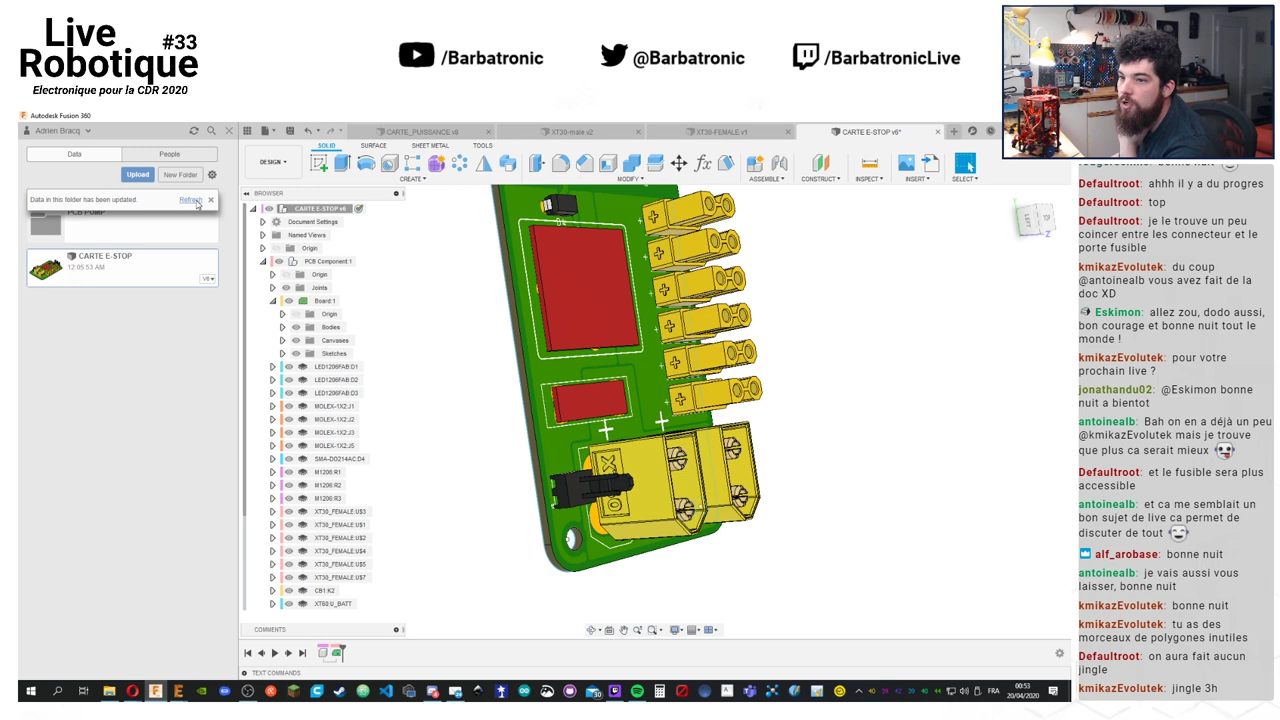 Live
Robotique #33
Electronique pour la CDR 2020
/Barbatronic
@Barbatronic
/BarbatronicLive
Autodesk Fusion 360
Adrien Bracq
CARTE_PUISSANCE v8
XT30-male v2
XT30-FEMALE v1
CARTE E-STOP v6*
Data
People
SOLID
SURFACE
SHEET METAL
TOOLS
Upload
New Folder
DESIGN
CREATE
MODIFY
ASSEMBLE
CONSTRUCT
INSPECT
INSERT
SELECT
Data in this folder has been updated.
Refresh
PCB POMP
CARTE E-STOP
12:05:53 AM
V6
BROWSER
CARTE E-STOP v6
Document Settings
Named Views
Origin
PCB Component:1
Origin
Joints
Board:1
Origin
Bodies
Canvases
Sketches
LED1206FAB:D1
LED1206FAB:D2
LED1206FAB:D3
MOLEX-1X2:J1
MOLEX-1X2:J2
MOLEX-1X2:J3
MOLEX-1X2:J5
SMA-DO214AC:D4
M1206:R1
M1206:R2
M1206:R3
XT30_FEMALE:U$3
XT30_FEMALE:U$1
XT30_FEMALE:U$2
XT30_FEMALE:U$4
XT30_FEMALE:U$5
XT30_FEMALE:U$7
CB1:K2
XT60:U_BATT
LEFT
COMMENTS
TEXT COMMANDS
Defaultroot: ahhh il y a du progres
Defaultroot: top
Defaultroot: je le trouve un peu
coincer entre les connecteur et le
porte fusible
kmikazEvolutek: du coup
@antoinealb vous avez fait de la
doc XD
Eskimon: allez zou, dodo aussi,
bon courage et bonne nuit tout le
monde !
kmikazEvolutek: pour votre
prochain live ?
jonathandu02: @Eskimon bonne
nuit a bientot
antoinealb: Bah on en a déjà un peu
@kmikazEvolutek mais je trouve
que plus ca serait mieux
Defaultroot: et le fusible sera plus
accessible
antoinealb: et ca me semblait un
bon sujet de live ca permet de
discuter de tout
alf_arobase: bonne nuit
antoinealb: je vais aussi vous
laisser, bonne nuit
kmikazEvolutek: bonne nuit
kmikazEvolutek: tu as des
morceaux de polygones inutiles
Defaultroot: on aura fait aucun
jingle
kmikazEvolutek: jingle 3h
FRA
00:53
20/04/2020